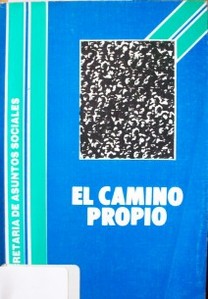 RETARIA DE ASUNTOS SOCIALES
EL CAMINO
PROPIO